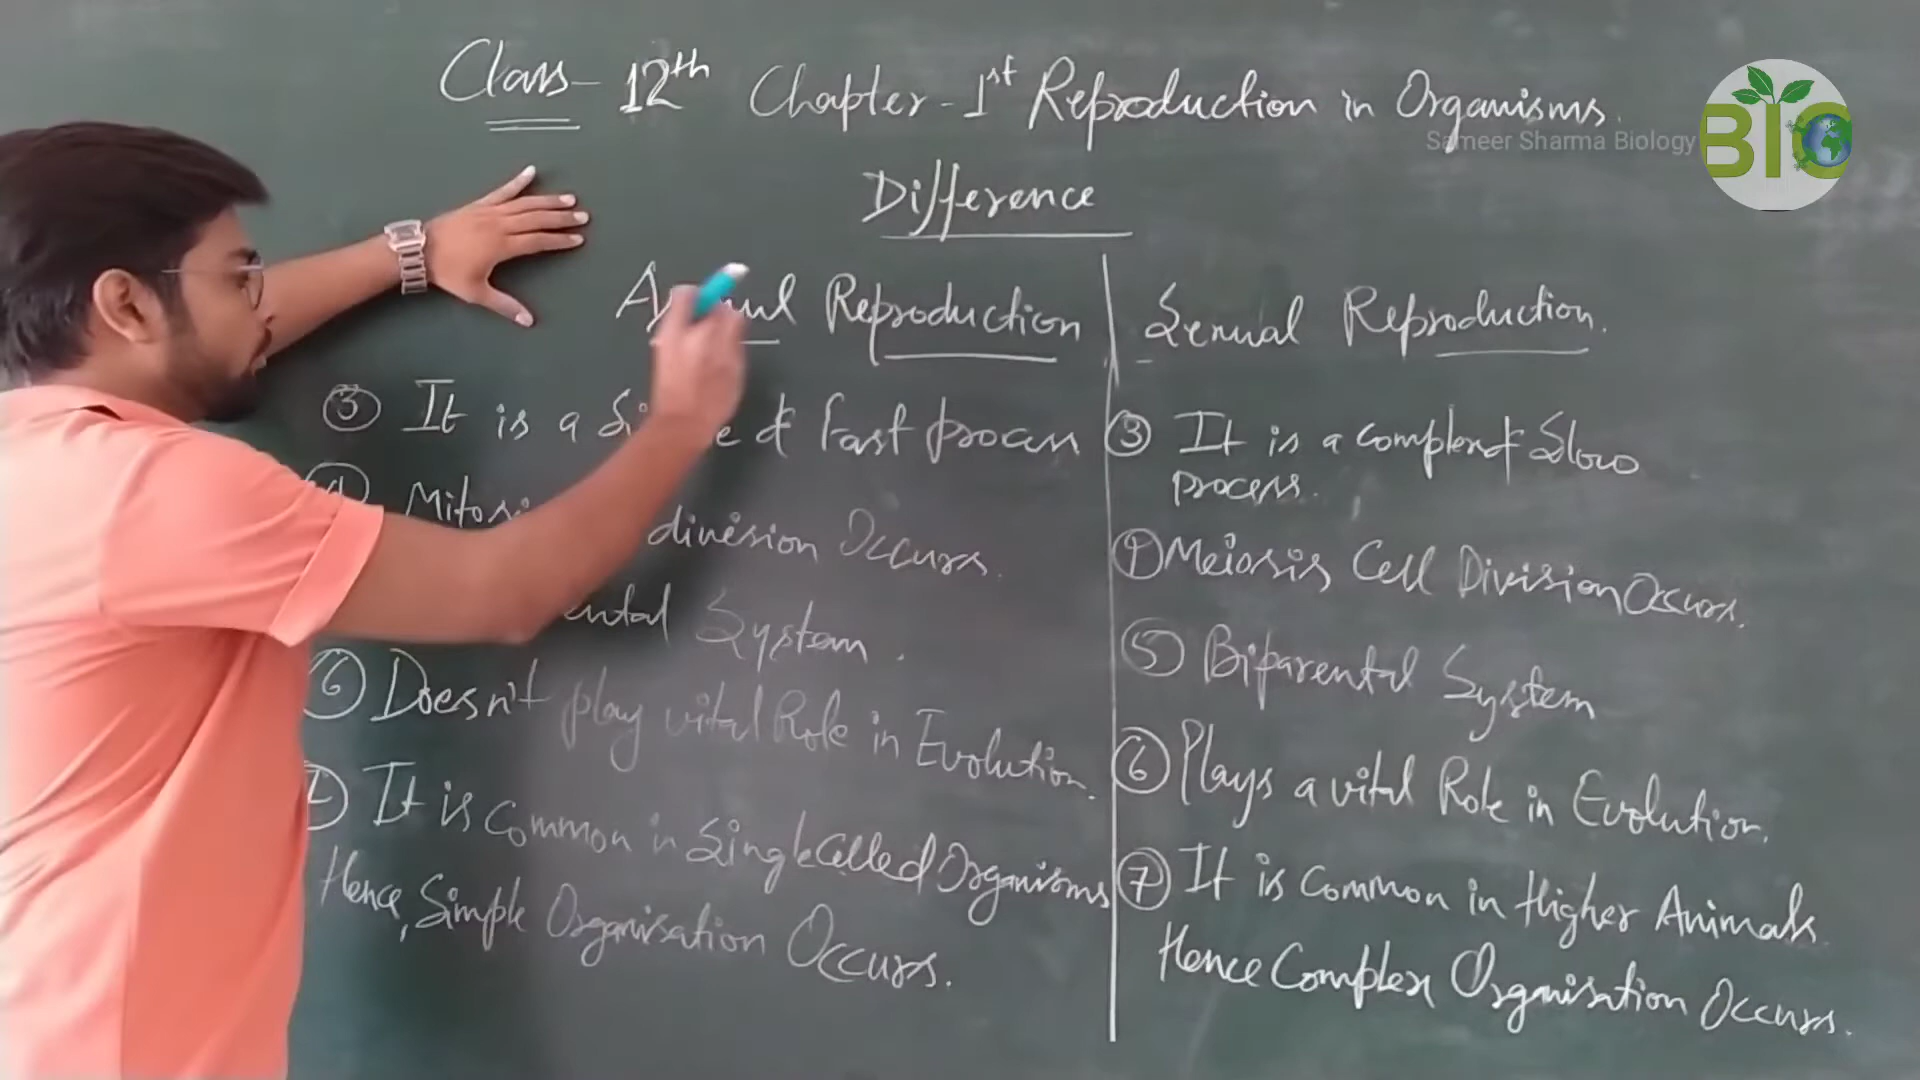 Class - 12th Chapter - 1st Reproduction in Organisms.
Sameer Sharma Biology
BIO
Difference
Reproduction
Sexual Reproduction.
③ It is a & fast process
③ It is a complex & Slow
process.
division Occurs.
④ Meiosis Cell Division Occurs.
System.
⑤ Biparental System
⑥ Doesn't play vital Role in Evolution.
⑥ Plays a vital Role in Evolution.
It is Common in Single Celled Organisms
Hence, Simple Organisation Occurs.
⑦ It is Common in Higher Animals
Hence Complex Organisation Occurs.